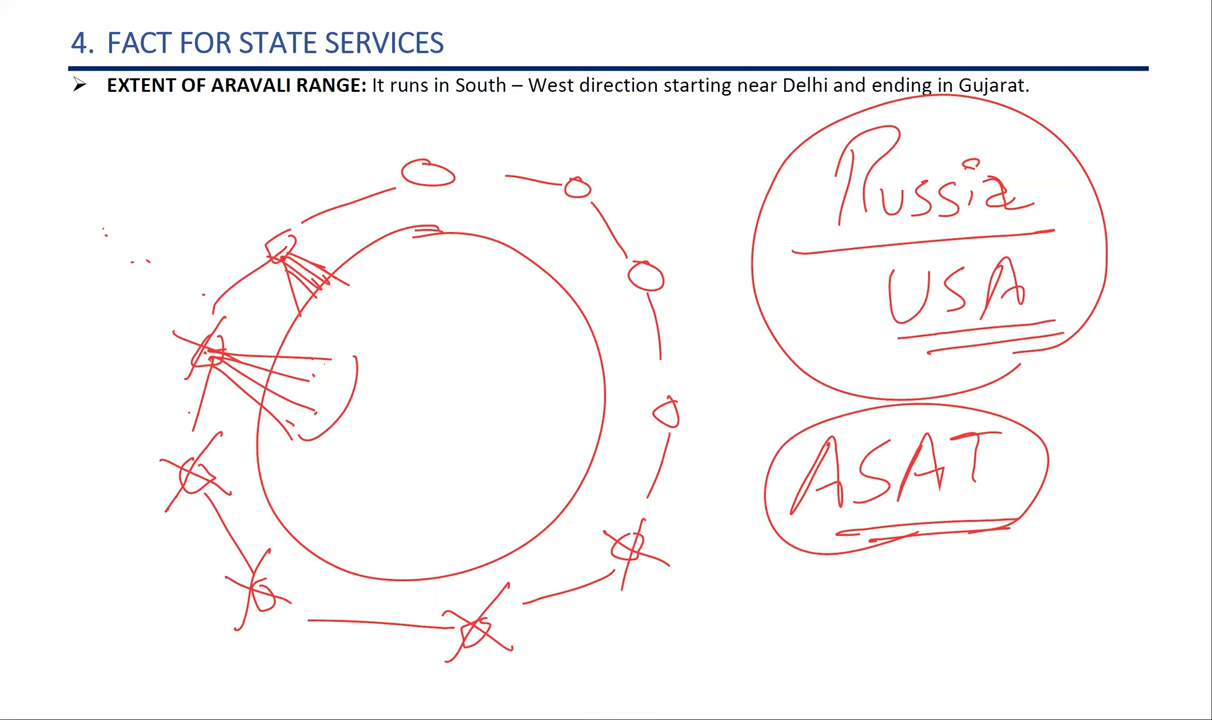 4. FACT FOR STATE SERVICES
➢ EXTENT OF ARAVALI RANGE: It runs in South – West direction starting near Delhi and ending in Gujarat.
Russia
USA
ASAT